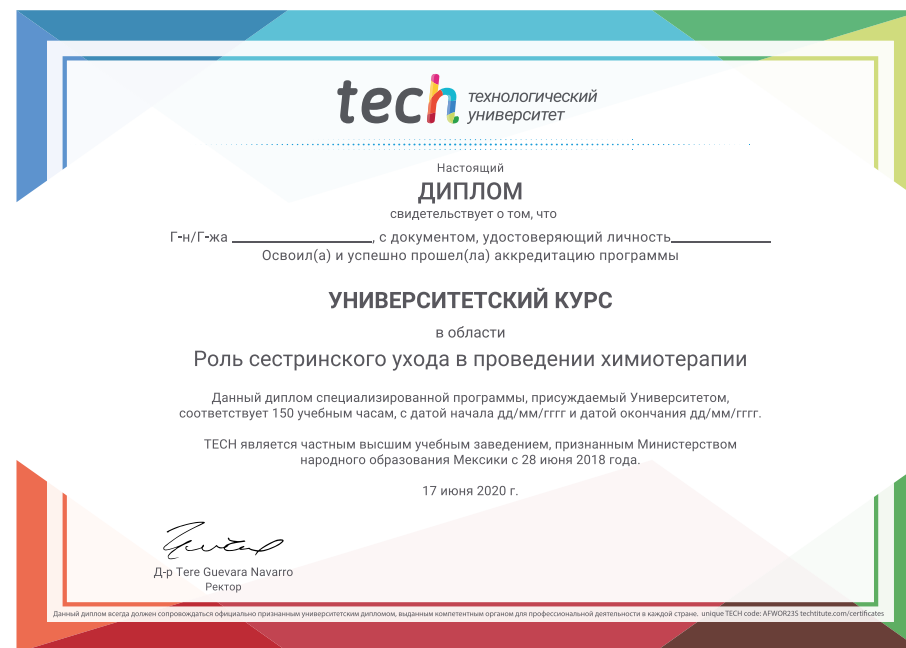 tech технологический
университет
Настоящий
ДИПЛОМ
свидетельствует о том, что
Г-н/Г-жа ____________________, с документом, удостоверяющий личность______________
Освоил(а) и успешно прошел(ла) аккредитацию программы
УНИВЕРСИТЕТСКИЙ КУРС
в области
Роль сестринского ухода в проведении химиотерапии
Данный диплом специализированной программы, присуждаемый Университетом,
соответствует 150 учебным часам, с датой начала дд/мм/гггг и датой окончания дд/мм/гггг.
TECH является частным высшим учебным заведением, признанным Министерством
народного образования Мексики с 28 июня 2018 года.
17 июня 2020 г.
Д-р Tere Guevara Navarro
Ректор
Данный диплом всегда должен сопровождаться официально признанным университетским дипломом, выданным компетентным органом для профессиональной деятельности в каждой стране. unique TECH code: AFWOR23S techtitute.com/certificates